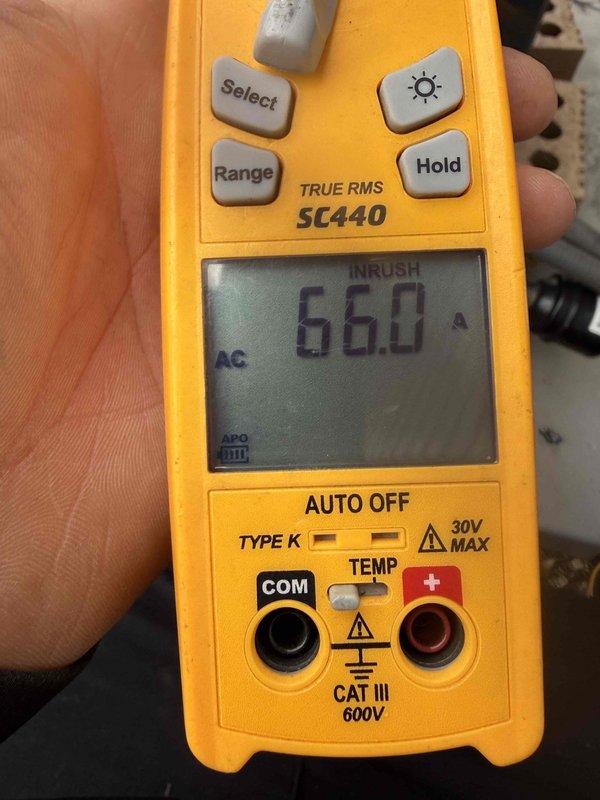 Select
Range
Hold
TRUE RMS
SC440
INRUSH
66.0 A
AC
APO
AUTO OFF
TYPE K
30V
MAX
TEMP
COM
+
CAT III
600V